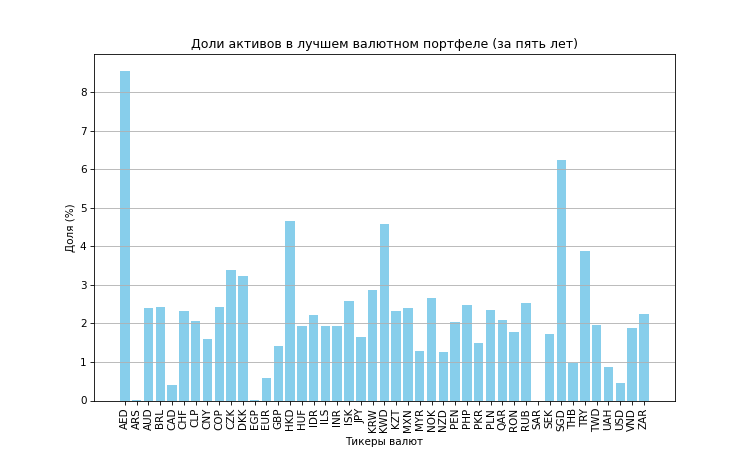 Доли активов в лучшем валютном портфеле (за пять лет)
Доля (%)
8
7
6
5
4
3
2
1
0
AED ARS AUD BRL CAD CHF CLP CNY COP CZK DKK EGP EUR GBP HKD HUF IDR ILS INR ISK JPY KRW KWD KZT MXN MYR NOK NZD PEN PHP PKR PLN QAR RON RUB SAR SEK SGD THB TRY TWD UAH USD VND ZAR
Тикеры валют